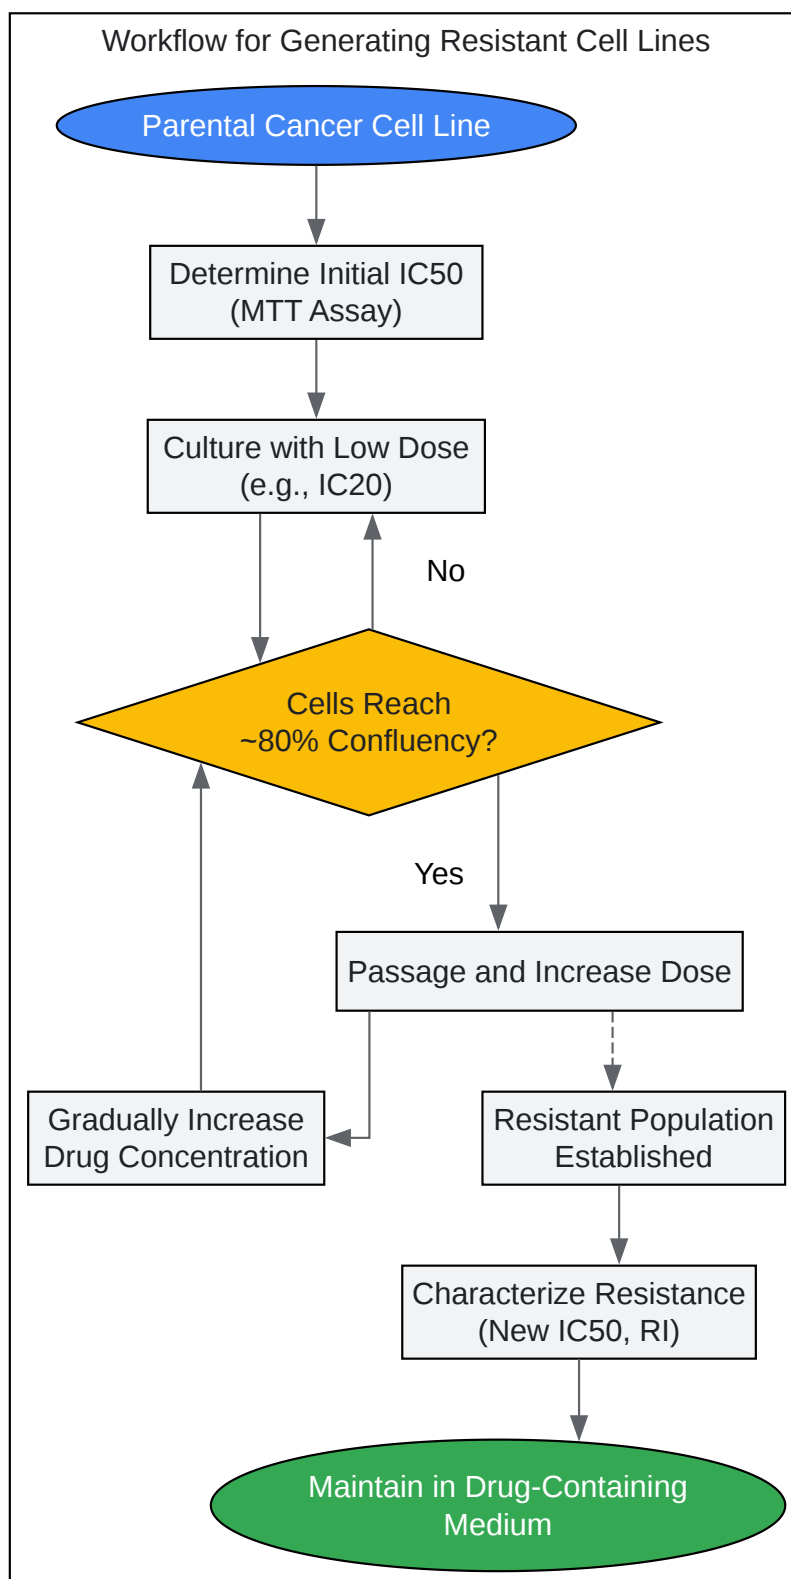 Workflow for Generating Resistant Cell Lines
Parental Cancer Cell Line
Determine Initial IC50
(MTT Assay)
Culture with Low Dose
(e.g., IC20)
No
Cells Reach
~80% Confluency?
Yes
Passage and Increase Dose
Gradually Increase
Drug Concentration
Resistant Population
Established
Characterize Resistance
(New IC50, RI)
Maintain in Drug-Containing
Medium